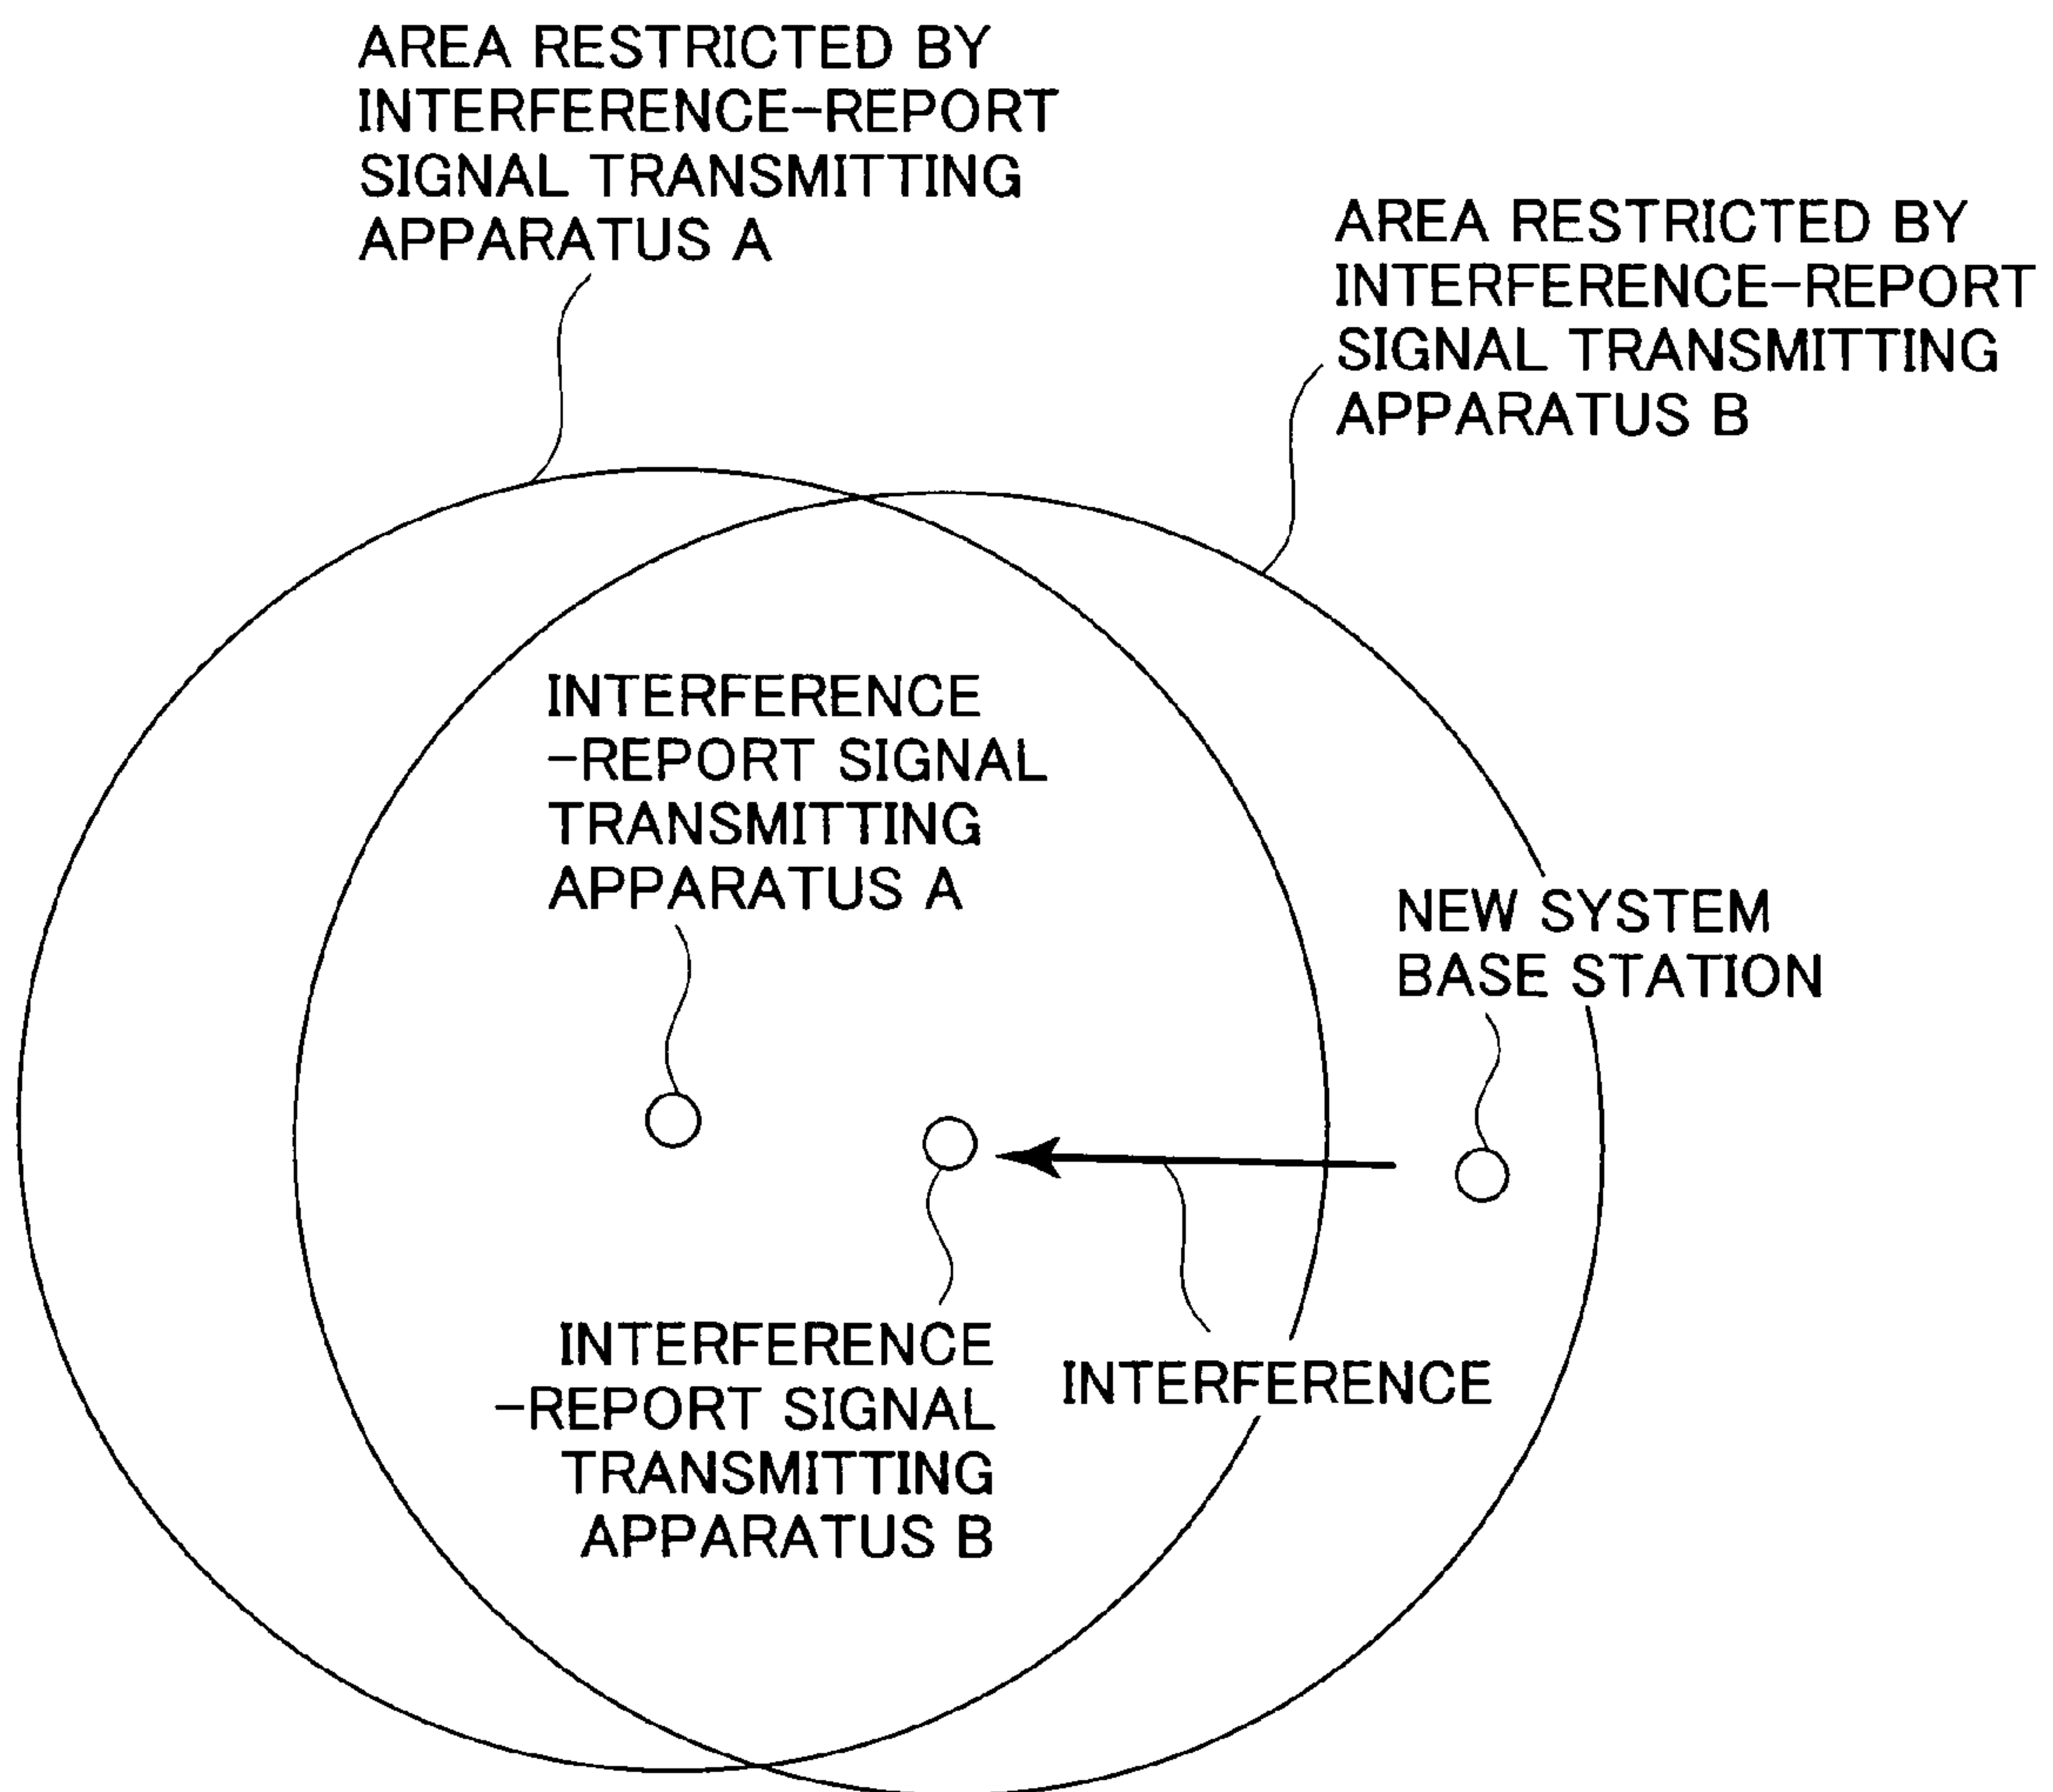 AREA RESTRICTED BY
INTERFERENCE-REPORT
SIGNAL TRANSMITTING
APPARATUS A
AREA RESTRICTED BY
INTERFERENCE-REPORT
SIGNAL TRANSMITTING
APPARATUS B
INTERFERENCE
-REPORT SIGNAL
TRANSMITTING
APPARATUS A
NEW SYSTEM
BASE STATION
INTERFERENCE
-REPORT SIGNAL
TRANSMITTING
APPARATUS B
INTERFERENCE